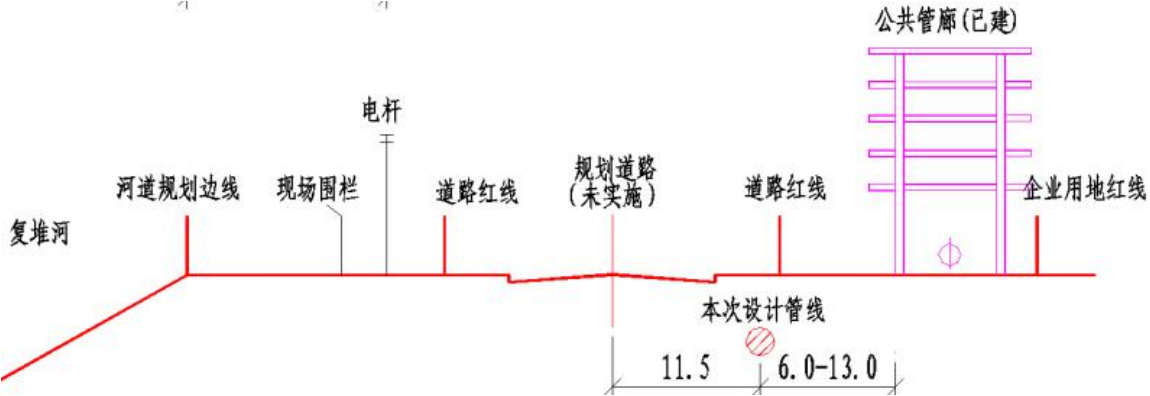 公共管廊(已建)
电杆
规划道路
(未实施)
河道规划边线
现场围栏
道路红线
道路红线
企业用地红线
复堆河
本次设计管线
11.5
6.0-13.0